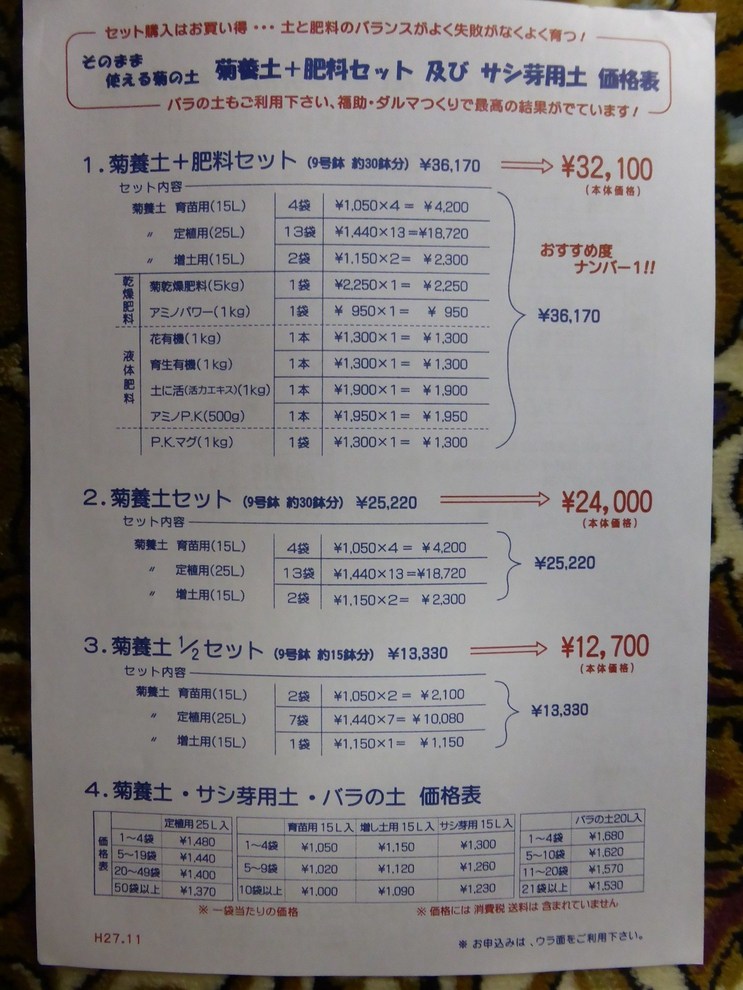 セット購入はお買い得 ・・・ 土と肥料のバランスがよく失敗がなくよく育つ!
そのまま
使える菊の土 菊養土+肥料セット 及び サシ芽用土 価格表
バラの土もご利用下さい、福助・ダルマつくりで最高の結果がでています!
1.菊養土+肥料セット (9号鉢 約30鉢分) ¥36,170 ⇒ ¥32,100
(本体価格)
セット内容
菊養土 育苗用(15L) 4袋 ¥1,050×4= ¥4,200
〃 定植用(25L) 13袋 ¥1,440×13=¥18,720
〃 増土用(15L) 2袋 ¥1,150×2= ¥2,300
おすすめ度
ナンバー1!!
乾燥肥料 菊乾燥肥料(5kg) 1袋 ¥2,250×1= ¥2,250
アミノパワー(1kg) 1袋 ¥ 950×1= ¥ 950
¥36,170
液体肥料 花有機(1kg) 1本 ¥1,300×1= ¥1,300
育生有機(1kg) 1本 ¥1,300×1= ¥1,300
土に活(活力エキス)(1kg) 1本 ¥1,900×1= ¥1,900
アミノP.K(500g) 1本 ¥1,950×1= ¥1,950
P.K.マグ(1kg) 1袋 ¥1,300×1= ¥1,300
2.菊養土セット (9号鉢 約30鉢分) ¥25,220 ⇒ ¥24,000
(本体価格)
セット内容
菊養土 育苗用(15L) 4袋 ¥1,050×4= ¥4,200
〃 定植用(25L) 13袋 ¥1,440×13=¥18,720
¥25,220
〃 増土用(15L) 2袋 ¥1,150×2= ¥2,300
3.菊養土½セット (9号鉢 約15鉢分) ¥13,330 ⇒ ¥12,700
(本体価格)
セット内容
菊養土 育苗用(15L) 2袋 ¥1,050×2= ¥2,100
〃 定植用(25L) 7袋 ¥1,440×7= ¥10,080
¥13,330
〃 増土用(15L) 1袋 ¥1,150×1= ¥1,150
4.菊養土・サシ芽用土・バラの土 価格表
価格表
定植用25L入
1〜4袋 ¥1,480
5〜19袋 ¥1,440
20〜49袋 ¥1,400
50袋以上 ¥1,370
育苗用15L入 増し土用15L入 サシ芽用15L入
1〜4袋 ¥1,050 ¥1,150 ¥1,300
5〜9袋 ¥1,020 ¥1,120 ¥1,260
10袋以上 ¥1,000 ¥1,090 ¥1,230
バラの土20L入
1〜4袋 ¥1,680
5〜10袋 ¥1,620
11〜20袋 ¥1,570
21袋以上 ¥1,530
※ 一袋当たりの価格
※ 価格には 消費税 送料は 含まれていません
H27.11
※ お申込みは、ウラ面をご利用下さい。